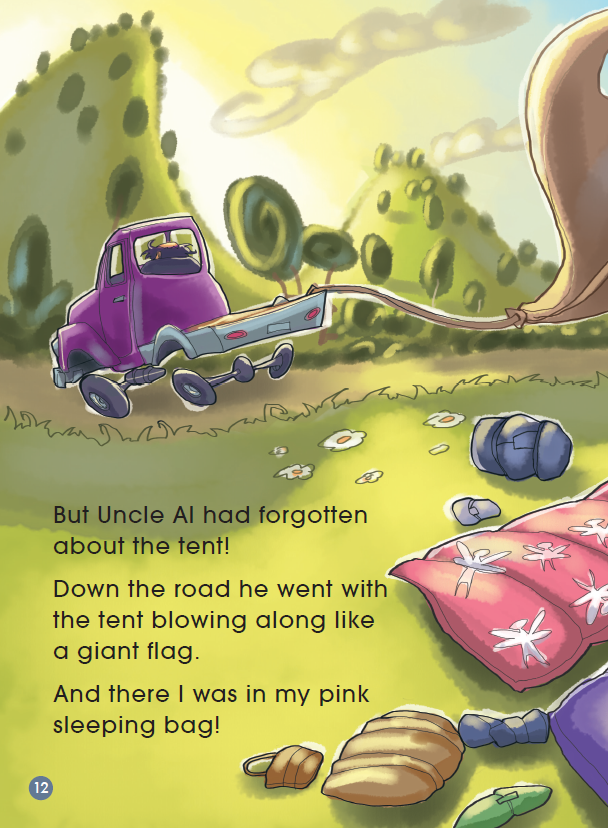 But Uncle Al had forgotten
about the tent!
Down the road he went with
the tent blowing along like
a giant flag.
And there I was in my pink
sleeping bag!
12